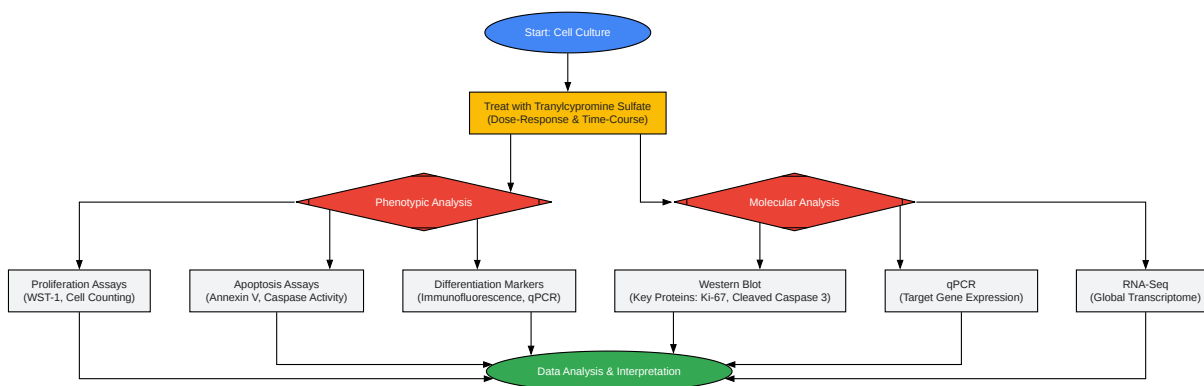 Start: Cell Culture
Treat with Tranylcypromine Sulfate
(Dose-Response & Time-Course)
Phenotypic Analysis
Molecular Analysis
Proliferation Assays
(WST-1, Cell Counting)
Apoptosis Assays
(Annexin V, Caspase Activity)
Differentiation Markers
(Immunofluorescence, qPCR)
Western Blot
(Key Proteins: Ki-67, Cleaved Caspase 3)
qPCR
(Target Gene Expression)
RNA-Seq
(Global Transcriptome)
Data Analysis & Interpretation